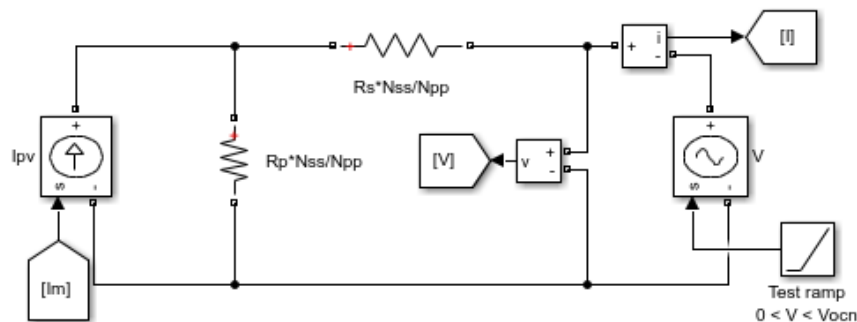 [I]
Rs*Nss/Npp
+
i
-
+
Ipv
s
-
Rp*Nss/Npp
[V]
v
+
-
+
V
s
-
[Im]
Test ramp
0 < V < Vocn